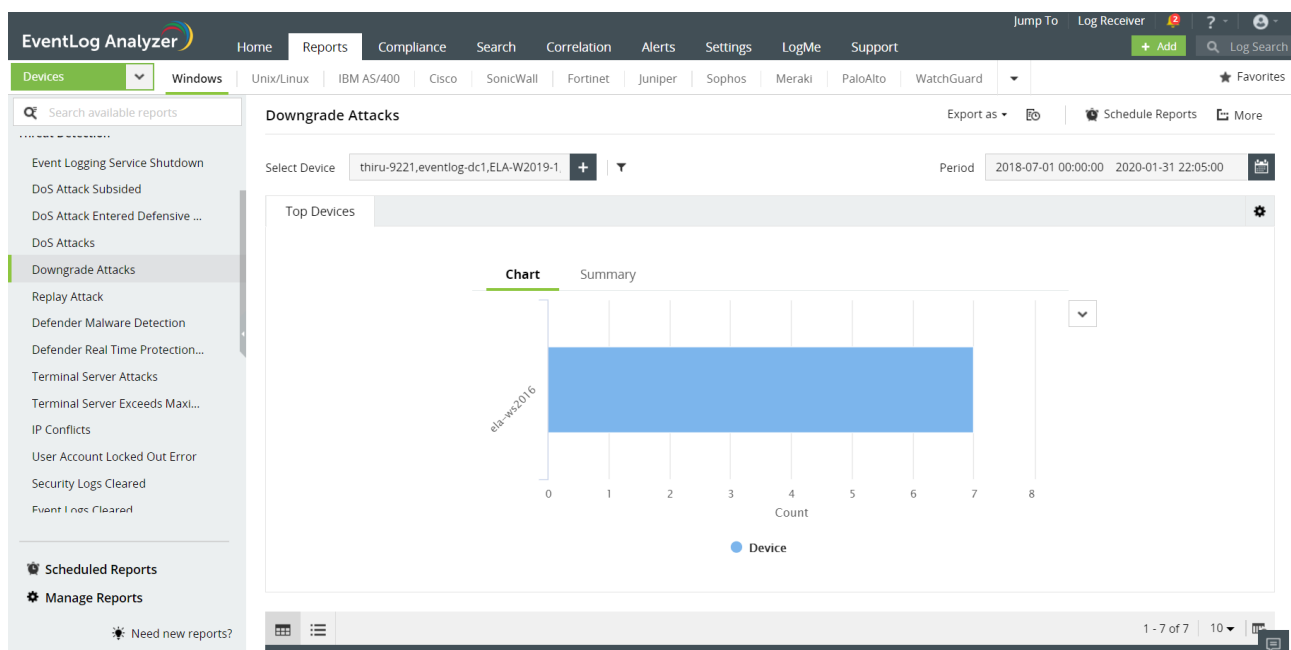 Jump To Log Receiver 2 ?
EventLog Analyzer
Home Reports Compliance Search Correlation Alerts Settings LogMe Support
+ Add Log Search
Devices
Windows Unix/Linux IBM AS/400 Cisco SonicWall Fortinet Juniper Sophos Meraki PaloAlto WatchGuard
Favorites
Search available reports
Threat Detection
Event Logging Service Shutdown
DoS Attack Subsided
DoS Attack Entered Defensive ...
DoS Attacks
Downgrade Attacks
Replay Attack
Defender Malware Detection
Defender Real Time Protection...
Terminal Server Attacks
Terminal Server Exceeds Maxi...
IP Conflicts
User Account Locked Out Error
Security Logs Cleared
Event Logs Cleared
Scheduled Reports
Manage Reports
Need new reports?
Downgrade Attacks
Export as Schedule Reports More
Select Device thiru-9221,eventlog-dc1,ELA-W2019-1, +
Period 2018-07-01 00:00:00 2020-01-31 22:05:00
Top Devices
Chart Summary
ela-ws2016
0 1 2 3 4 5 6 7 8
Count
Device
1 - 7 of 7 10